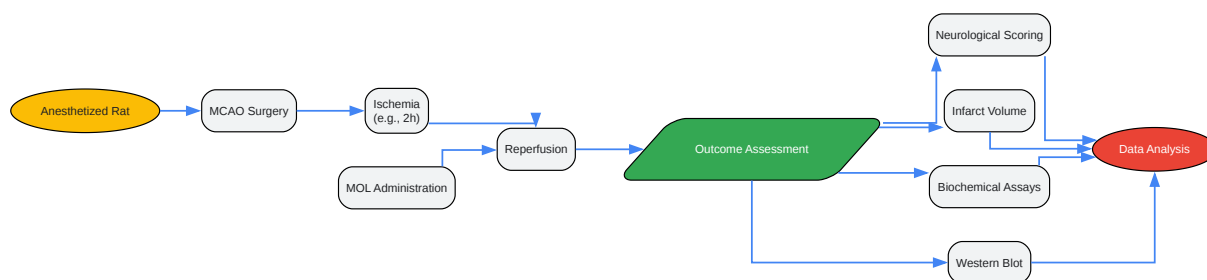 Anesthetized Rat
MCAO Surgery
Ischemia
(e.g., 2h)
MOL Administration
Reperfusion
Outcome Assessment
Neurological Scoring
Infarct Volume
Biochemical Assays
Western Blot
Data Analysis